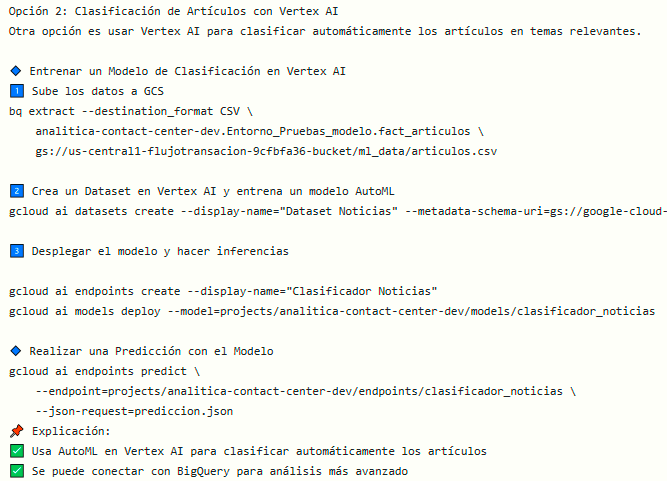 Opción 2: Clasificación de Artículos con Vertex AI
Otra opción es usar Vertex AI para clasificar automáticamente los artículos en temas relevantes.
🔹 Entrenar un Modelo de Clasificación en Vertex AI
1️⃣ Sube los datos a GCS
bq extract --destination_format CSV \
analitica-contact-center-dev.Entorno_Pruebas_modelo.fact_articulos \
gs://us-central1-flujotransacion-9cfbfa36-bucket/ml_data/articulos.csv
2️⃣ Crea un Dataset en Vertex AI y entrena un modelo AutoML
gcloud ai datasets create --display-name="Dataset Noticias" --metadata-schema-uri=gs://google-cloud-
3️⃣ Desplegar el modelo y hacer inferencias
gcloud ai endpoints create --display-name="Clasificador Noticias"
gcloud ai models deploy --model=projects/analitica-contact-center-dev/models/clasificador_noticias
🔹 Realizar una Predicción con el Modelo
gcloud ai endpoints predict \
--endpoint=projects/analitica-contact-center-dev/endpoints/clasificador_noticias \
--json-request=prediccion.json
📌 Explicación:
✅ Usa AutoML en Vertex AI para clasificar automáticamente los artículos
✅ Se puede conectar con BigQuery para análisis más avanzado